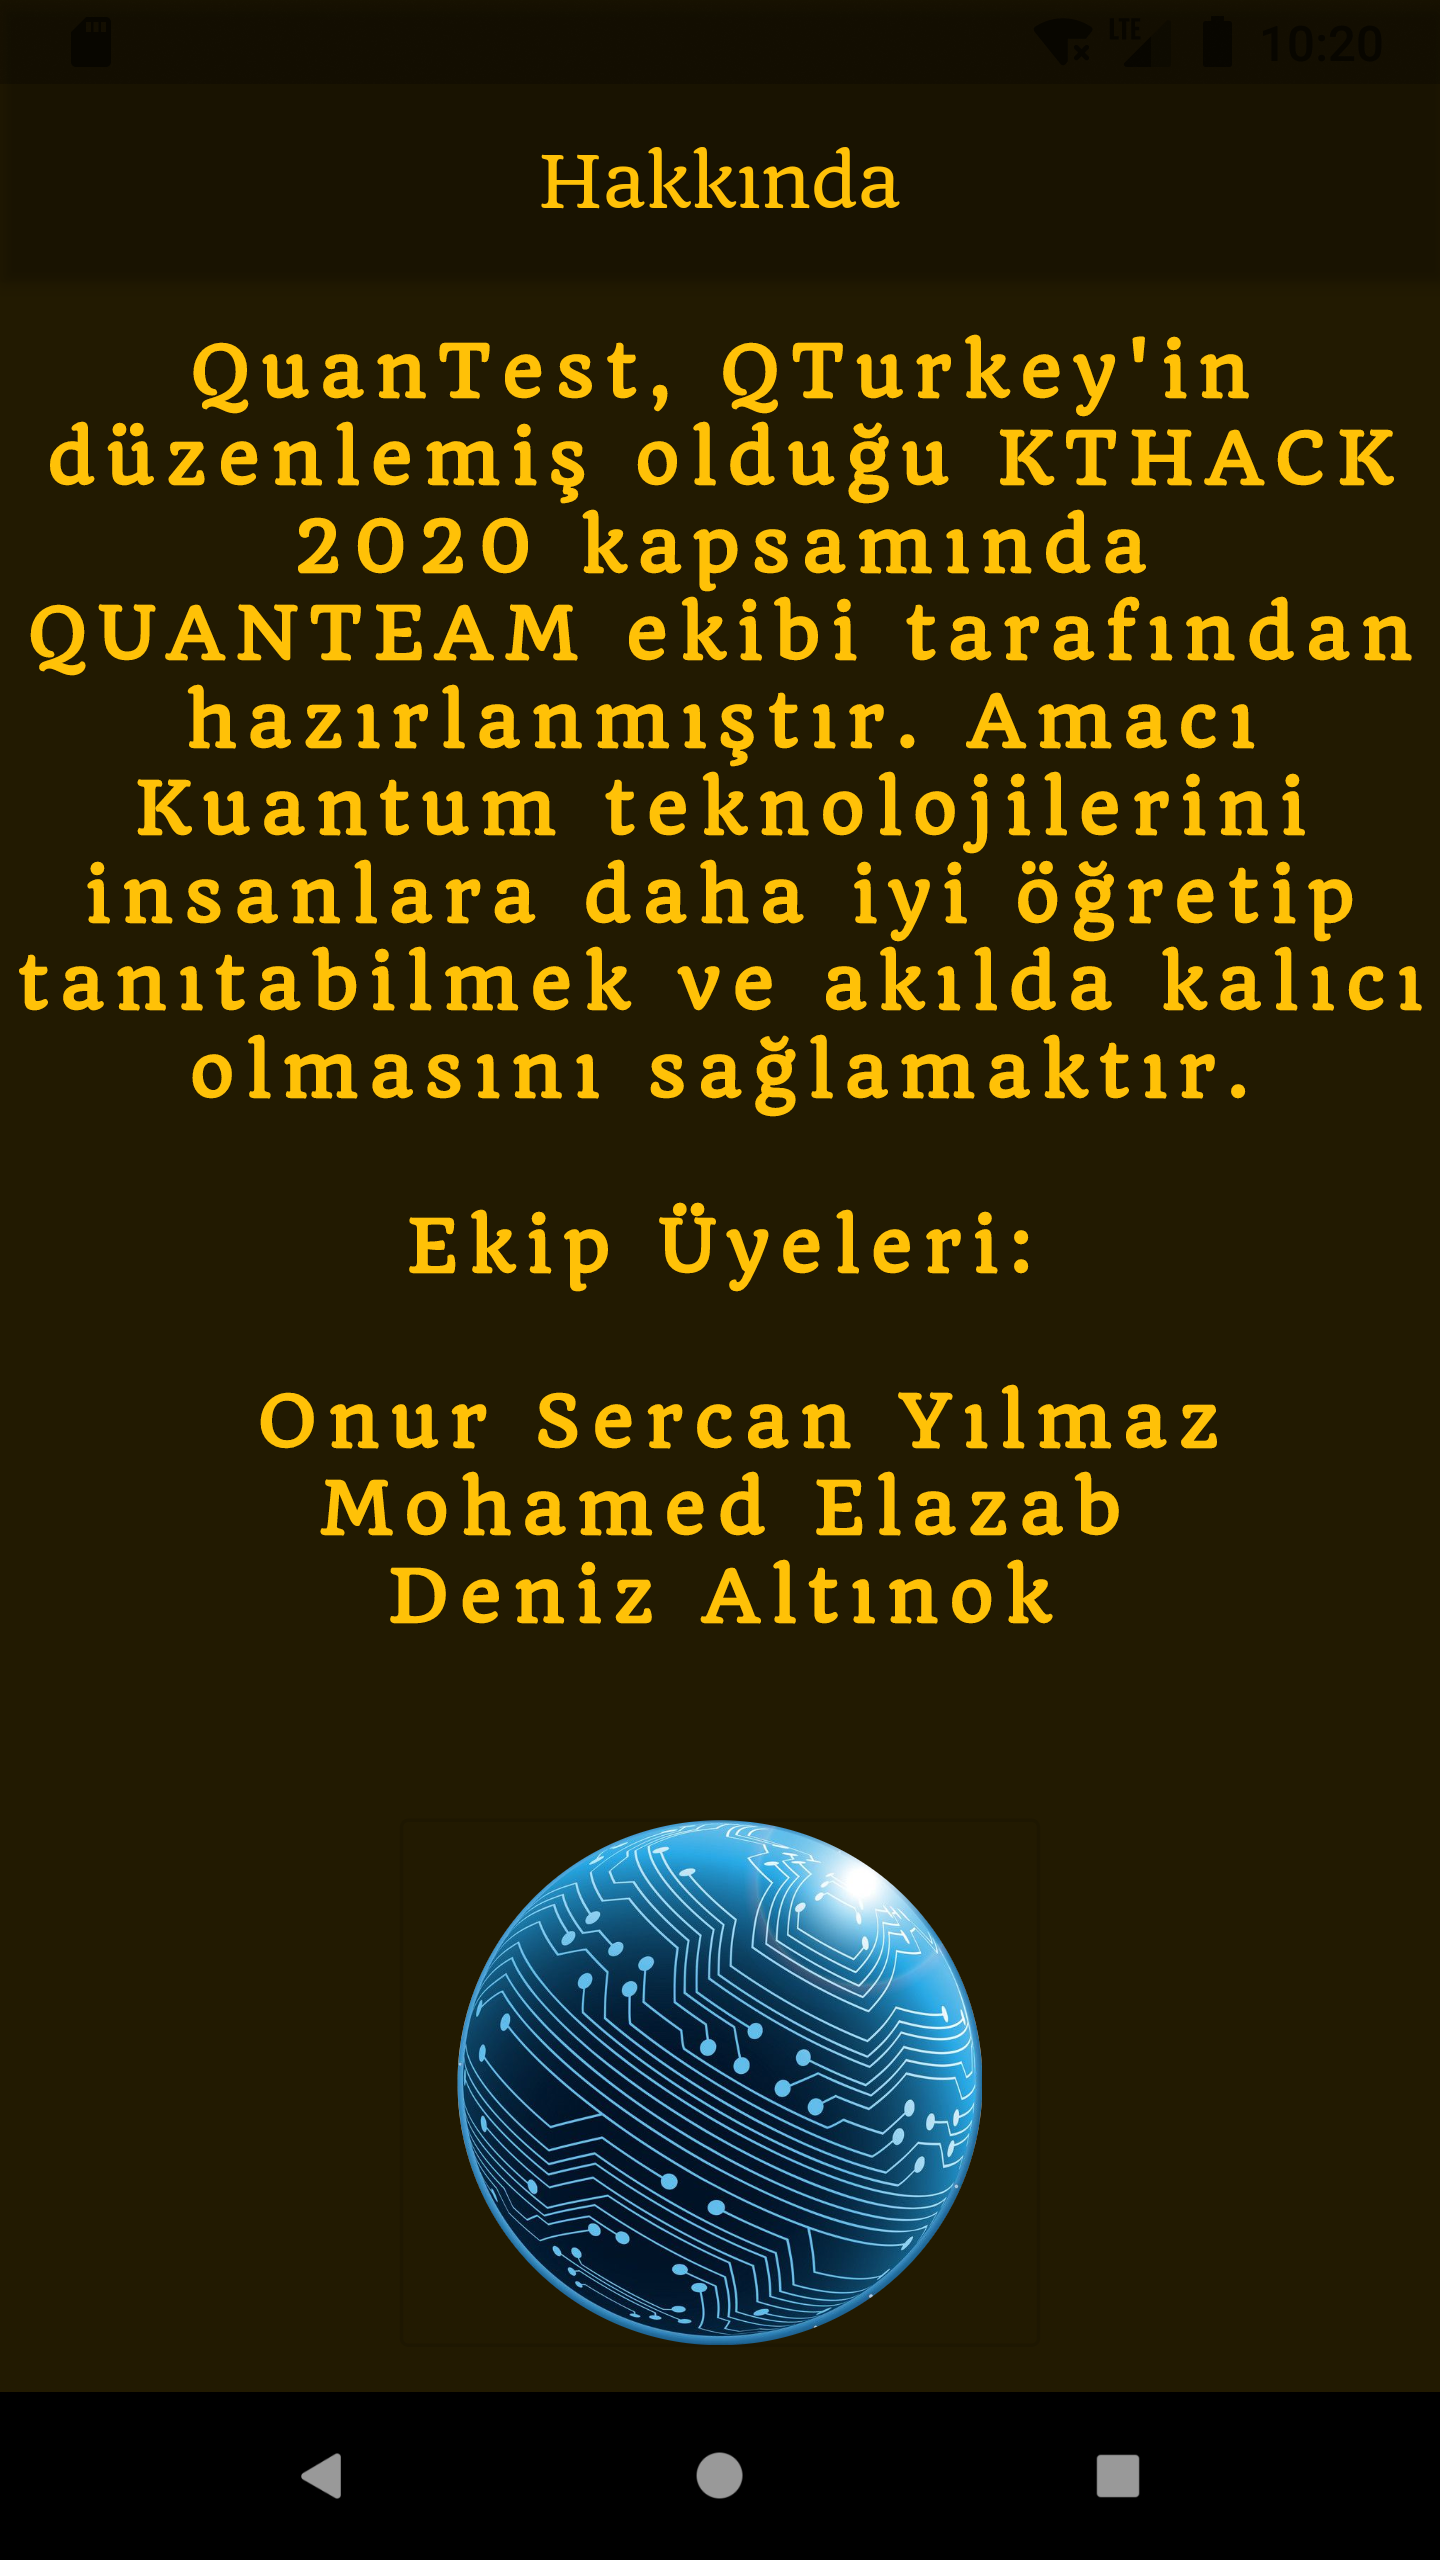 LTE 10:20
Hakkında
QuanTest, QTurkey'in
düzenlemiş olduğu KTHACK
2020 kapsamında
QUANTEAM ekibi tarafından
hazırlanmıştır. Amacı
Kuantum teknolojilerini
insanlara daha iyi öğretip
tanıtabilmek ve akılda kalıcı
olmasını sağlamaktır.
Ekip Üyeleri:
Onur Sercan Yılmaz
Mohamed Elazab
Deniz Altınok